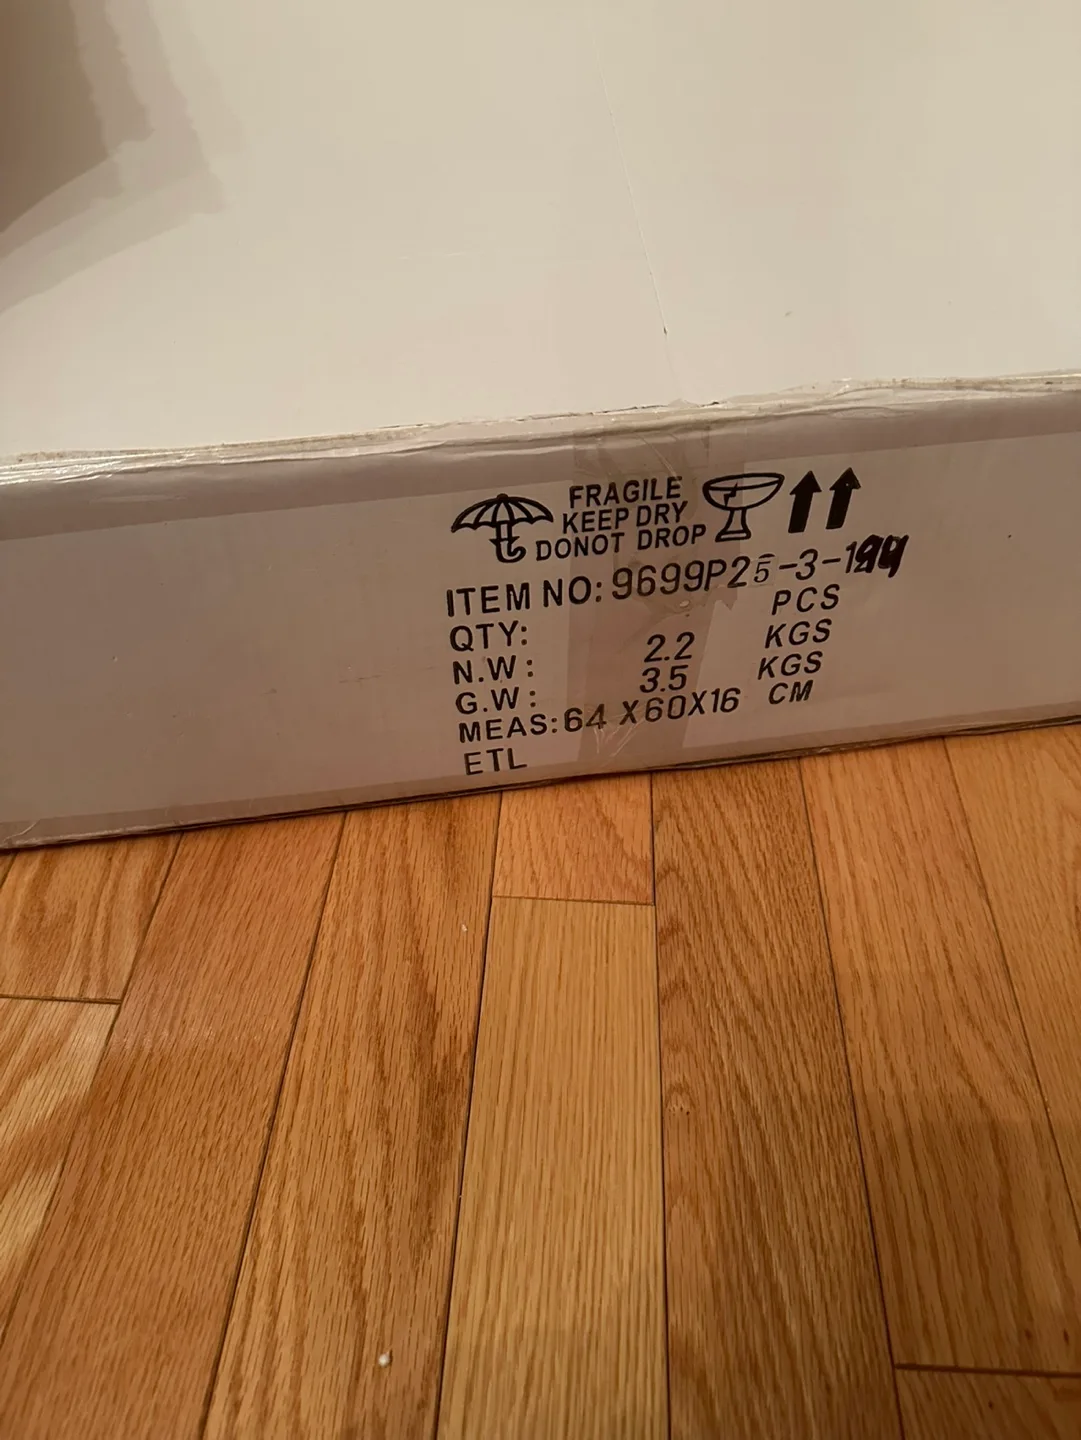 FRAGILE
KEEP DRY
DONOT DROP
ITEM NO: 9699P25-3-194
QTY: PCS
N.W: 2.2 KGS
G.W: 3.5 KGS
MEAS: 64 X60X16 CM
ETL